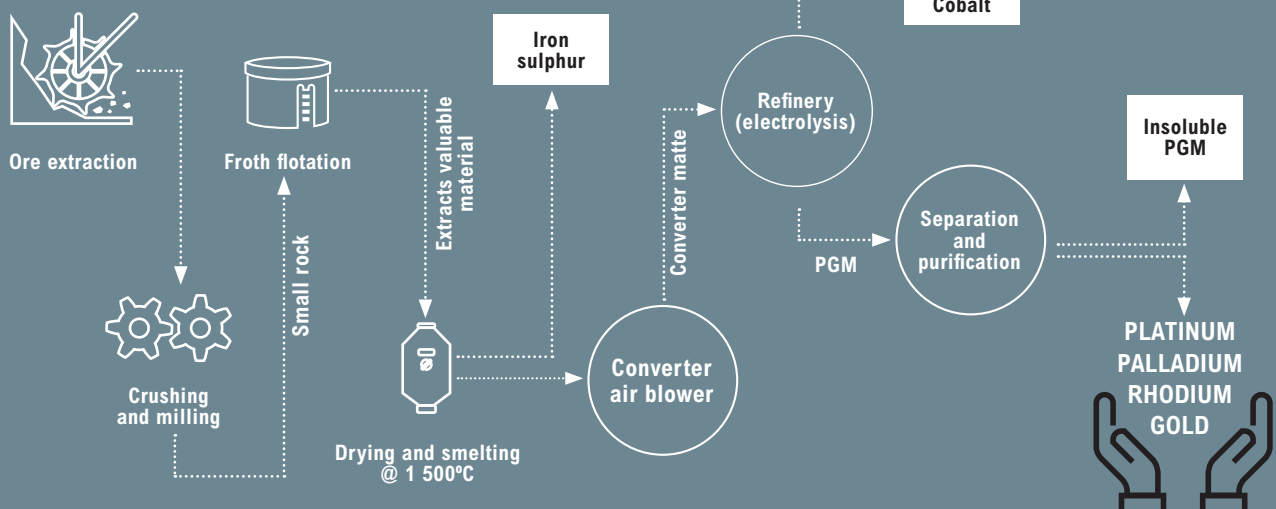 Cobalt
Iron
sulphur
Refinery
(electrolysis)
Insoluble
PGM
Ore extraction
Froth flotation
Extracts valuable
material
Converter matte
Separation
and
purification
Small rock
PGM
PLATINUM
PALLADIUM
RHODIUM
GOLD
Converter
air blower
Crushing
and milling
Drying and smelting
@ 1 500ºC